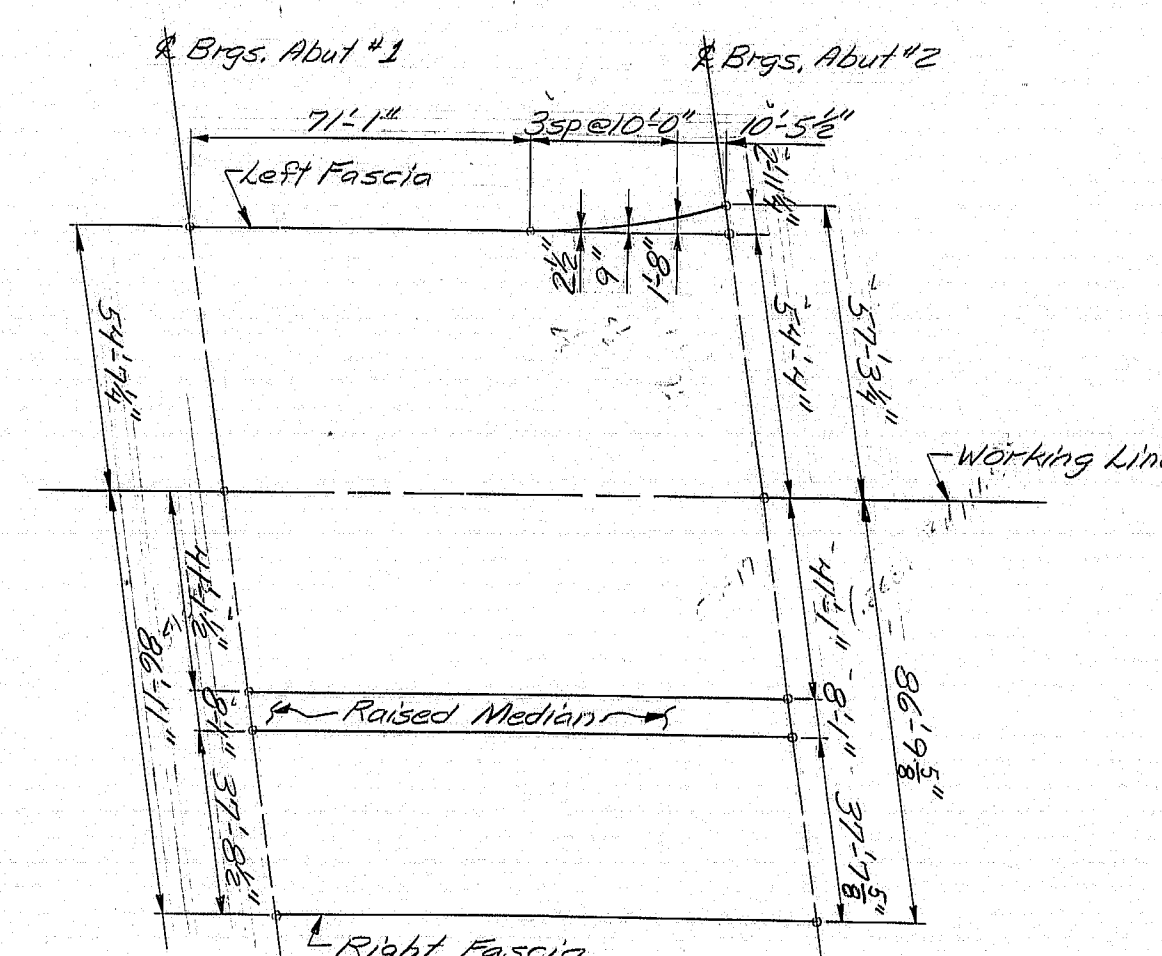 ℄ Brgs. Abut #1
℄ Brgs. Abut #2
71'-1"
3sp@10'-0"
10'-5½"
Left Fascia
2'-11¼"
2½"
9"
1'-8"
54'-7¼"
54'-4"
57'-3¼"
Working Line
41'-1½"
41'-1"
86'-11"
86'-9⅝"
8'-1"
Raised Median
8'-1"
37'-8½"
37'-7⅝"
Right Fascia